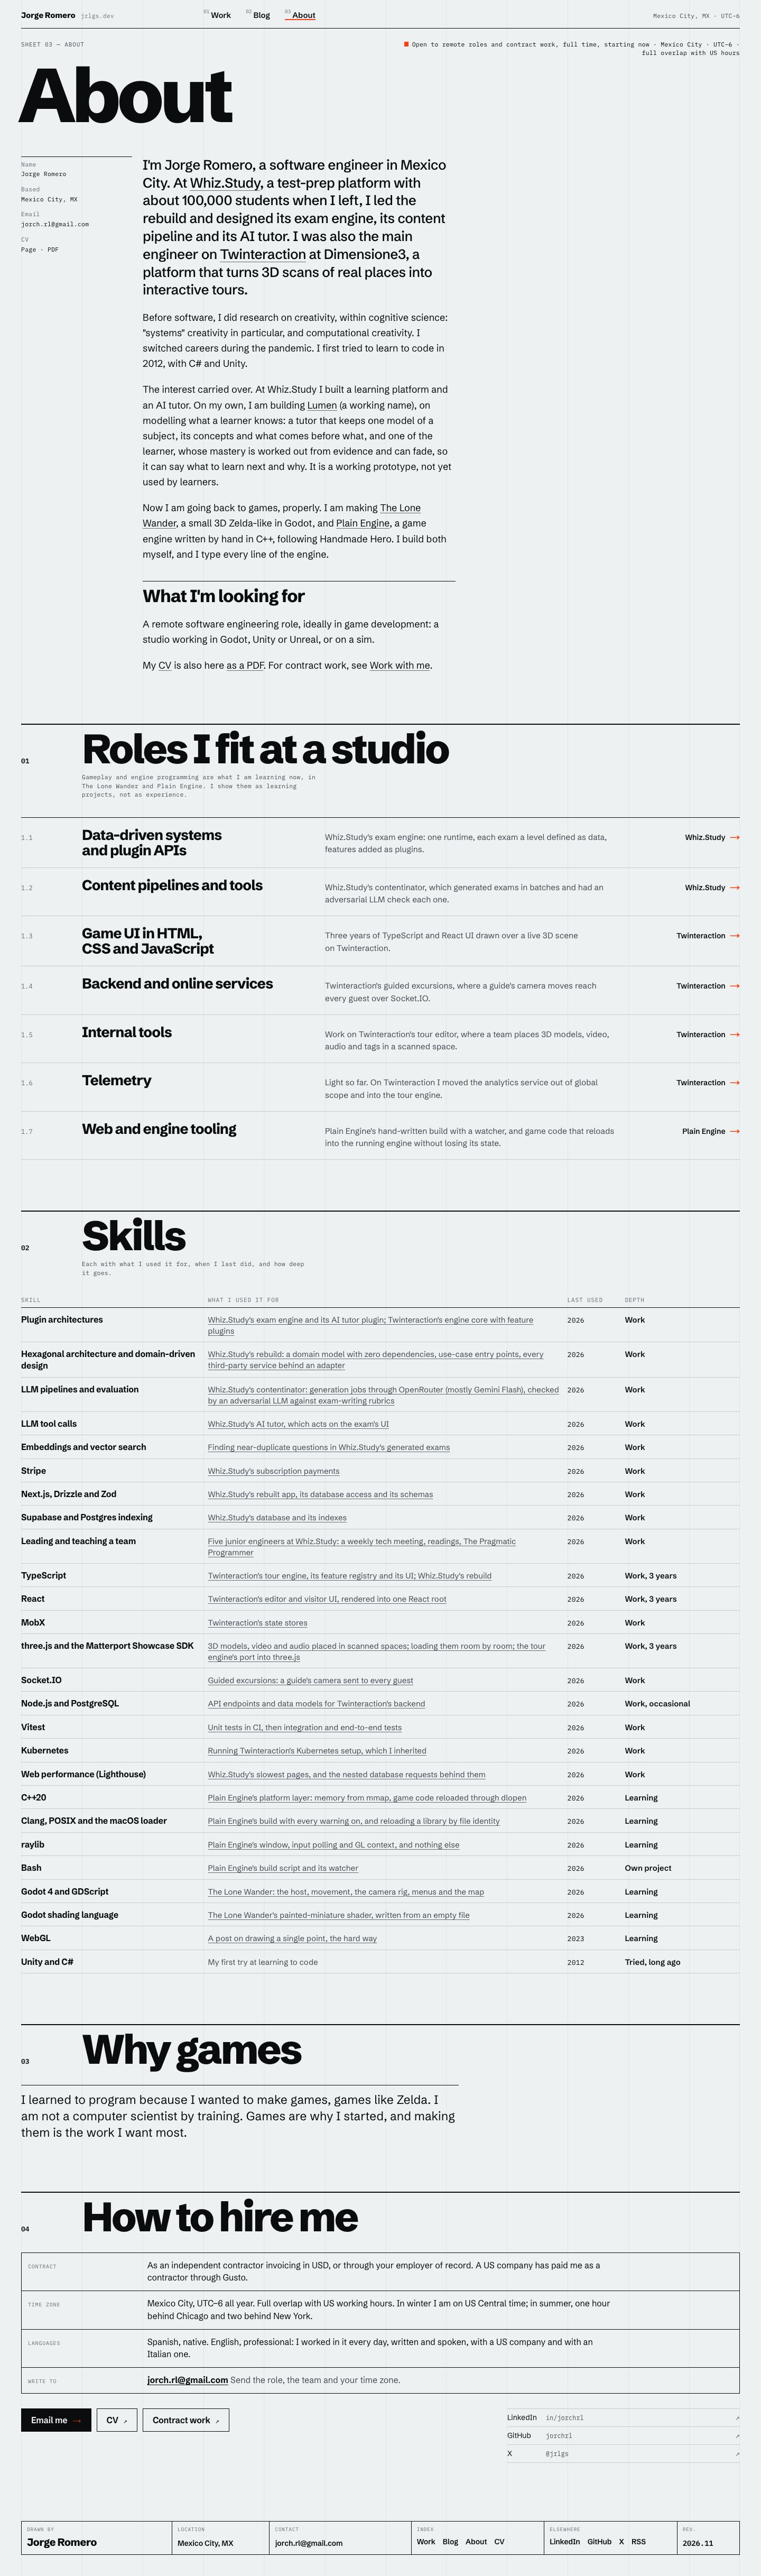 Jorge Romero jrlgs.dev
01 Work 02 Blog 03 About
Mexico City, MX · UTC-6
SHEET 03 — ABOUT
Open to remote roles and contract work, full time, starting now · Mexico City · UTC-6 ·
full overlap with US hours
About
Name
Jorge Romero
Based
Mexico City, MX
Email
jorch.rl@gmail.com
CV
Page · PDF
I'm Jorge Romero, a software engineer in Mexico
City. At Whiz.Study, a test-prep platform with
about 100,000 students when I left, I led the
rebuild and designed its exam engine, its content
pipeline and its AI tutor. I was also the main
engineer on Twinteraction at Dimensione3, a
platform that turns 3D scans of real places into
interactive tours.
Before software, I did research on creativity, within cognitive science:
"systems" creativity in particular, and computational creativity. I
switched careers during the pandemic. I first tried to learn to code in
2012, with C# and Unity.
The interest carried over. At Whiz.Study I built a learning platform and
an AI tutor. On my own, I am building Lumen (a working name), on
modelling what a learner knows: a tutor that keeps one model of a
subject, its concepts and what comes before what, and one of the
learner, whose mastery is worked out from evidence and can fade, so
it can say what to learn next and why. It is a working prototype, not yet
used by learners.
Now I am going back to games, properly. I am making The Lone
Wander, a small 3D Zelda-like in Godot, and Plain Engine, a game
engine written by hand in C++, following Handmade Hero. I build both
myself, and I type every line of the engine.
What I'm looking for
A remote software engineering role, ideally in game development: a
studio working in Godot, Unity or Unreal, or on a sim.
My CV is also here as a PDF. For contract work, see Work with me.
01
Roles I fit at a studio
Gameplay and engine programming are what I am learning now, in
The Lone Wander and Plain Engine. I show them as learning
projects, not as experience.
1.1
Data-driven systems
and plugin APIs
Whiz.Study's exam engine: one runtime, each exam a level defined as data,
features added as plugins.
Whiz.Study →
1.2
Content pipelines and tools
Whiz.Study's contentinator, which generated exams in batches and had an
adversarial LLM check each one.
Whiz.Study →
1.3
Game UI in HTML,
CSS and JavaScript
Three years of TypeScript and React UI drawn over a live 3D scene
on Twinteraction.
Twinteraction →
1.4
Backend and online services
Twinteraction's guided excursions, where a guide's camera moves reach
every guest over Socket.IO.
Twinteraction →
1.5
Internal tools
Work on Twinteraction's tour editor, where a team places 3D models, video,
audio and tags in a scanned space.
Twinteraction →
1.6
Telemetry
Light so far. On Twinteraction I moved the analytics service out of global
scope and into the tour engine.
Twinteraction →
1.7
Web and engine tooling
Plain Engine's hand-written build with a watcher, and game code that reloads
into the running engine without losing its state.
Plain Engine →
02
Skills
Each with what I used it for, when I last did, and how deep
it goes.
SKILL WHAT I USED IT FOR LAST USED DEPTH
Plugin architectures
Whiz.Study's exam engine and its AI tutor plugin; Twinteraction's engine core with feature
plugins
2026 Work
Hexagonal architecture and domain-driven
design
Whiz.Study's rebuild: a domain model with zero dependencies, use-case entry points, every
third-party service behind an adapter
2026 Work
LLM pipelines and evaluation
Whiz.Study's contentinator: generation jobs through OpenRouter (mostly Gemini Flash), checked
by an adversarial LLM against exam-writing rubrics
2026 Work
LLM tool calls Whiz.Study's AI tutor, which acts on the exam's UI 2026 Work
Embeddings and vector search Finding near-duplicate questions in Whiz.Study's generated exams 2026 Work
Stripe Whiz.Study's subscription payments 2026 Work
Next.js, Drizzle and Zod Whiz.Study's rebuilt app, its database access and its schemas 2026 Work
Supabase and Postgres indexing Whiz.Study's database and its indexes 2026 Work
Leading and teaching a team
Five junior engineers at Whiz.Study: a weekly tech meeting, readings, The Pragmatic
Programmer
2026 Work
TypeScript Twinteraction's tour engine, its feature registry and its UI; Whiz.Study's rebuild 2026 Work, 3 years
React Twinteraction's editor and visitor UI, rendered into one React root 2026 Work, 3 years
MobX Twinteraction's state stores 2026 Work
three.js and the Matterport Showcase SDK
3D models, video and audio placed in scanned spaces; loading them room by room; the tour
engine's port into three.js
2026 Work, 3 years
Socket.IO Guided excursions: a guide's camera sent to every guest 2026 Work
Node.js and PostgreSQL API endpoints and data models for Twinteraction's backend 2026 Work, occasional
Vitest Unit tests in CI, then integration and end-to-end tests 2026 Work
Kubernetes Running Twinteraction's Kubernetes setup, which I inherited 2026 Work
Web performance (Lighthouse) Whiz.Study's slowest pages, and the nested database requests behind them 2026 Work
C++20 Plain Engine's platform layer: memory from mmap, game code reloaded through dlopen 2026 Learning
Clang, POSIX and the macOS loader Plain Engine's build with every warning on, and reloading a library by file identity 2026 Learning
raylib Plain Engine's window, input polling and GL context, and nothing else 2026 Learning
Bash Plain Engine's build script and its watcher 2026 Own project
Godot 4 and GDScript The Lone Wander: the host, movement, the camera rig, menus and the map 2026 Learning
Godot shading language The Lone Wander's painted-miniature shader, written from an empty file 2026 Learning
WebGL A post on drawing a single point, the hard way 2023 Learning
Unity and C# My first try at learning to code 2012 Tried, long ago
03
Why games
I learned to program because I wanted to make games, games like Zelda. I
am not a computer scientist by training. Games are why I started, and making
them is the work I want most.
04
How to hire me
CONTRACT
As an independent contractor invoicing in USD, or through your employer of record. A US company has paid me as a
contractor through Gusto.
TIME ZONE
Mexico City, UTC−6 all year. Full overlap with US working hours. In winter I am on US Central time; in summer, one hour
behind Chicago and two behind New York.
LANGUAGES
Spanish, native. English, professional: I worked in it every day, written and spoken, with a US company and with an
Italian one.
WRITE TO
jorch.rl@gmail.com Send the role, the team and your time zone.
Email me → CV ↗ Contract work ↗
LinkedIn in/jorchrl ↗
GitHub jorchrl ↗
X @jrlgs ↗
DRAWN BY
Jorge Romero
LOCATION
Mexico City, MX
CONTACT
jorch.rl@gmail.com
INDEX
Work Blog About CV
ELSEWHERE
LinkedIn GitHub X RSS
REV.
2026.11